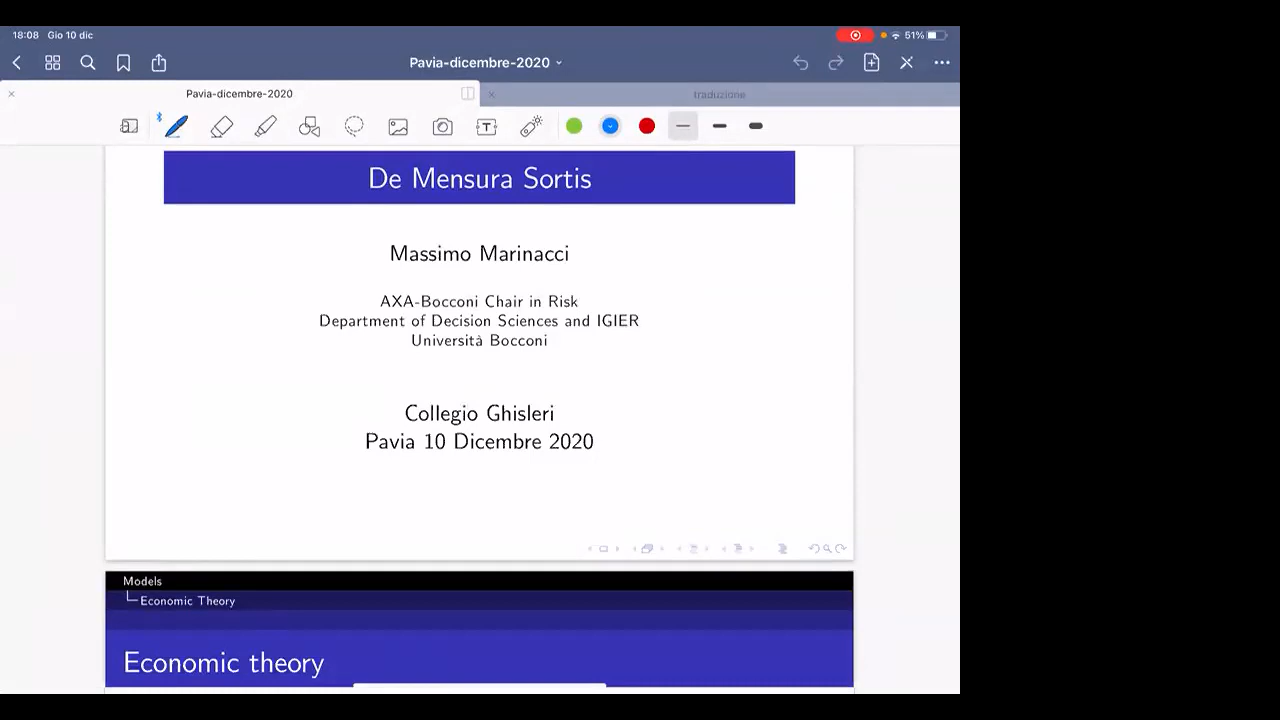 18:08 Gio 10 dic 51%
Pavia-dicembre-2020
Pavia-dicembre-2020 traduzione
T
De Mensura Sortis
Massimo Marinacci
AXA-Bocconi Chair in Risk
Department of Decision Sciences and IGIER
Università Bocconi
Collegio Ghisleri
Pavia 10 Dicembre 2020
Models
Economic Theory
Economic theory